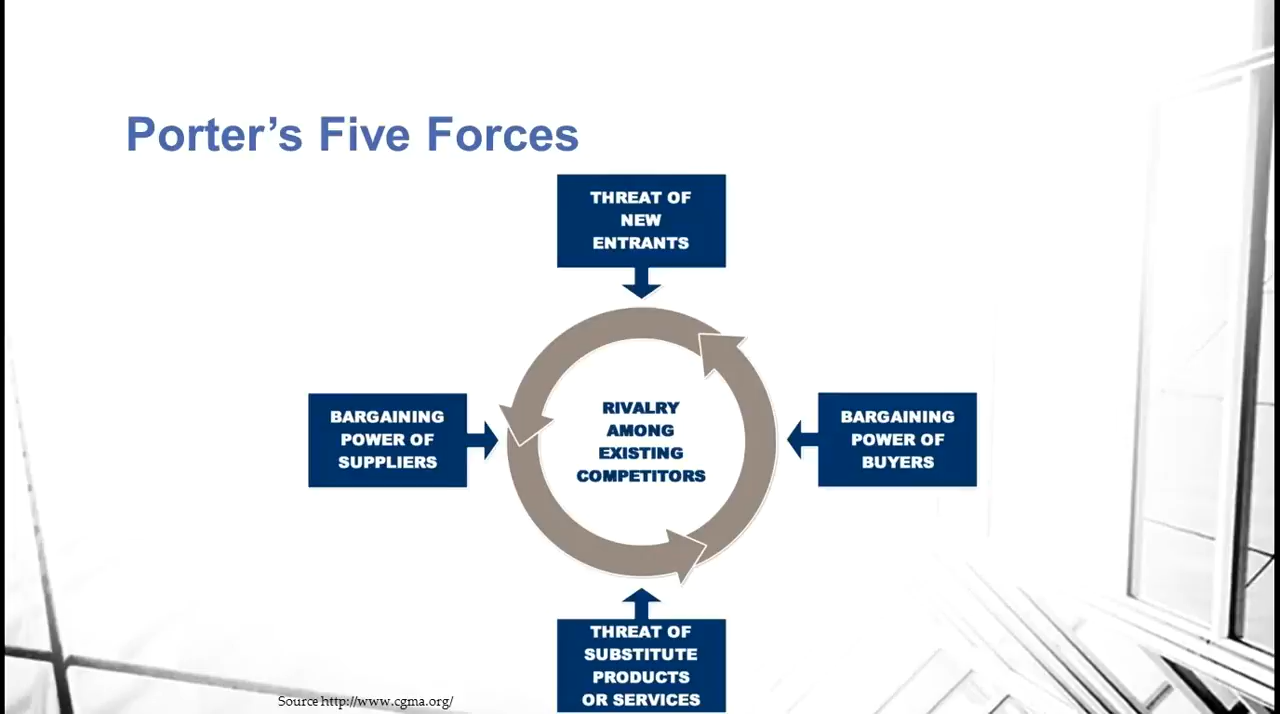 Porter’s Five Forces
THREAT OF
NEW
ENTRANTS
BARGAINING
POWER OF
SUPPLIERS
RIVALRY
AMONG
EXISTING
COMPETITORS
BARGAINING
POWER OF
BUYERS
THREAT OF
SUBSTITUTE
PRODUCTS
OR SERVICES
Source http://www.cgma.org/